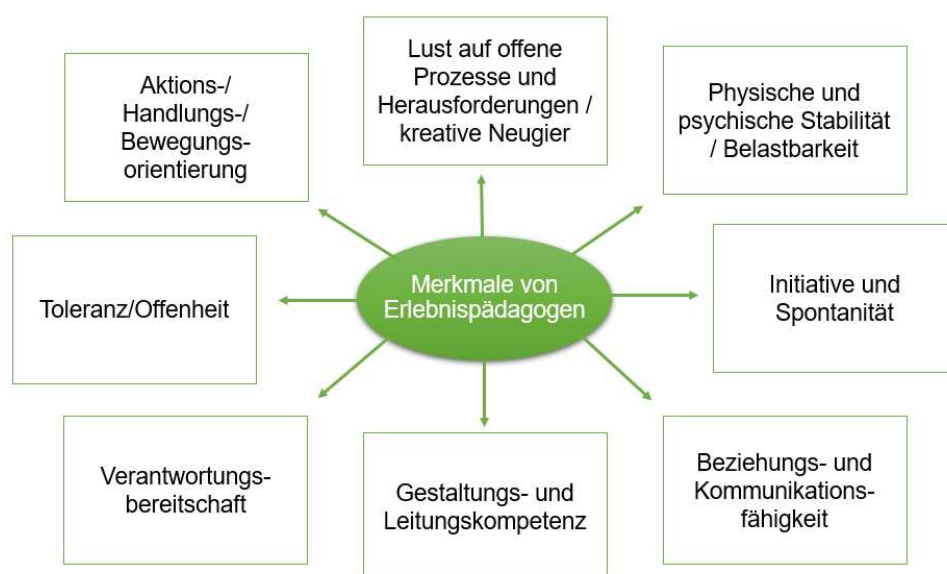 Aktions-/
Handlungs-/
Bewegungs-
orientierung
Lust auf offene
Prozesse und
Herausforderungen /
kreative Neugier
Physische und
psychische Stabilität
/ Belastbarkeit
Toleranz/Offenheit
Merkmale von
Erlebnispädagogen
Initiative und
Spontanität
Verantwortungs-
bereitschaft
Gestaltungs- und
Leitungskompetenz
Beziehungs- und
Kommunikations-
fähigkeit